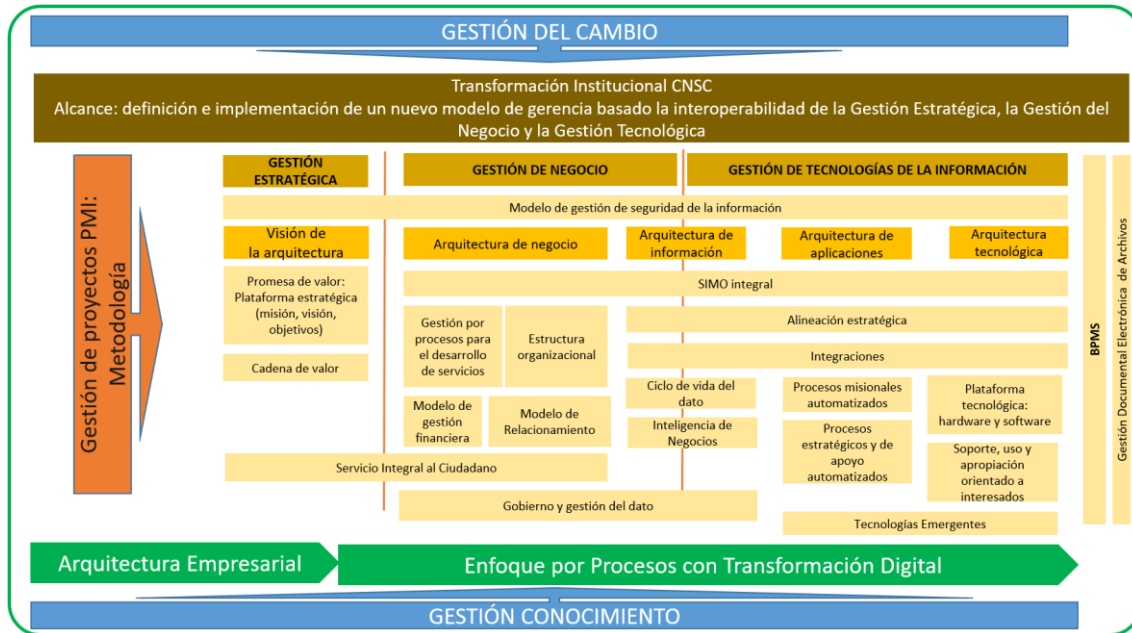 GESTIÓN DEL CAMBIO
Transformación Institucional CNSC
Alcance: definición e implementación de un nuevo modelo de gerencia basado la interoperabilidad de la Gestión Estratégica, la Gestión del
Negocio y la Gestión Tecnológica
Gestión de proyectos PMI:
Metodología
GESTIÓN
ESTRATÉGICA
GESTIÓN DE NEGOCIO
GESTIÓN DE TECNOLOGÍAS DE LA INFORMACIÓN
Modelo de gestión de seguridad de la información
Visión de
la arquitectura
Arquitectura de negocio
Arquitectura de
información
Arquitectura de
aplicaciones
Arquitectura
tecnológica
Promesa de valor:
Plataforma estratégica
(misión, visión,
objetivos)
SIMO integral
Gestión por
procesos para
el desarrollo
de servicios
Estructura
organizacional
Alineación estratégica
Integraciones
Cadena de valor
Ciclo de vida del
dato
Procesos misionales
automatizados
Plataforma
tecnológica:
hardware y software
Modelo de
gestión
financiera
Modelo de
Relacionamiento
Inteligencia de
Negocios
Procesos
estratégicos y de
apoyo
automatizados
Soporte, uso y
apropiación
orientado a
interesados
Servicio Integral al Ciudadano
Gobierno y gestión del dato
Tecnologías Emergentes
BPMS
Gestión Documental Electrónica de Archivos
Arquitectura Empresarial
Enfoque por Procesos con Transformación Digital
GESTIÓN CONOCIMIENTO